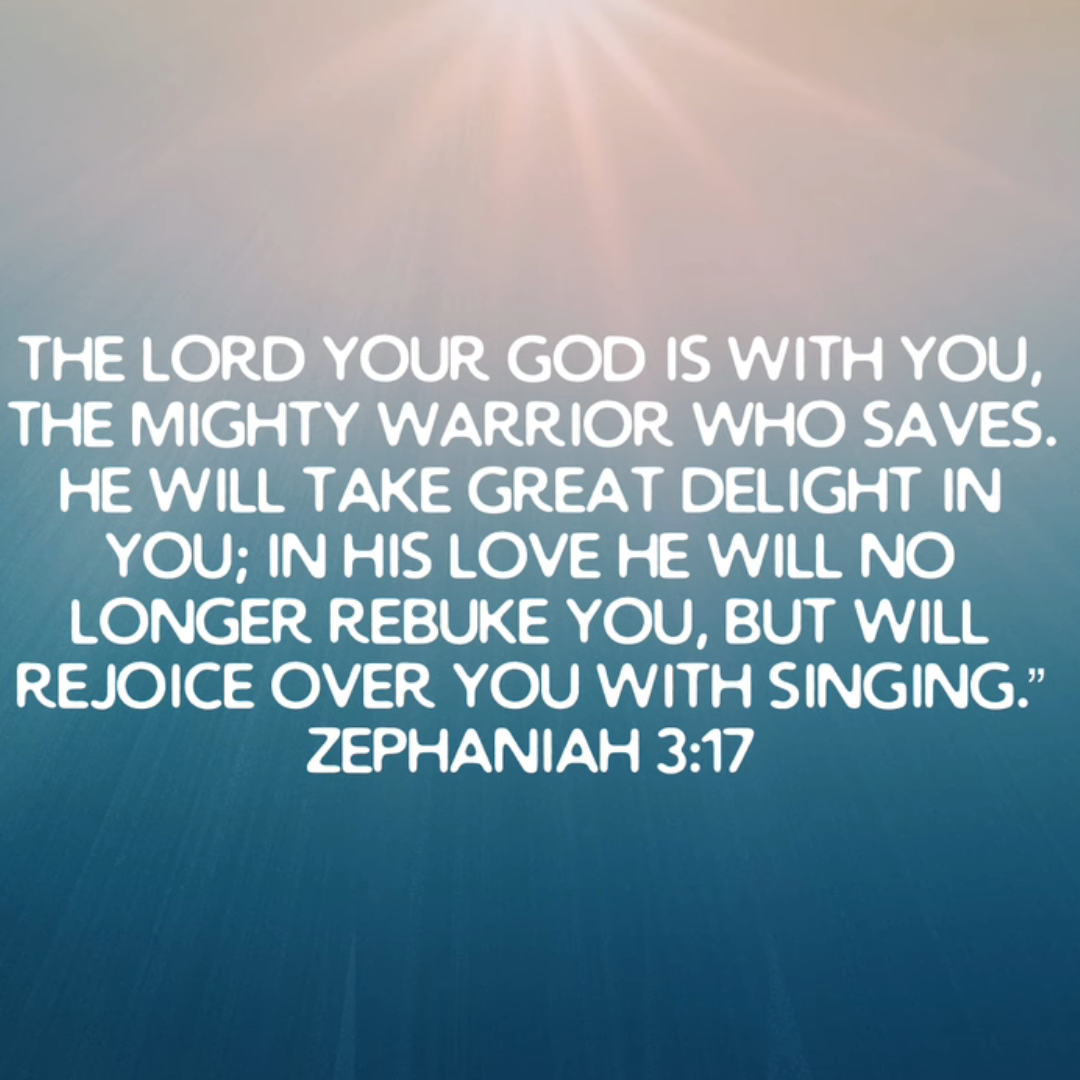 THE LORD YOUR GOD IS WITH YOU,
THE MIGHTY WARRIOR WHO SAVES.
HE WILL TAKE GREAT DELIGHT IN
YOU; IN HIS LOVE HE WILL NO
LONGER REBUKE YOU, BUT WILL
REJOICE OVER YOU WITH SINGING.”
ZEPHANIAH 3:17